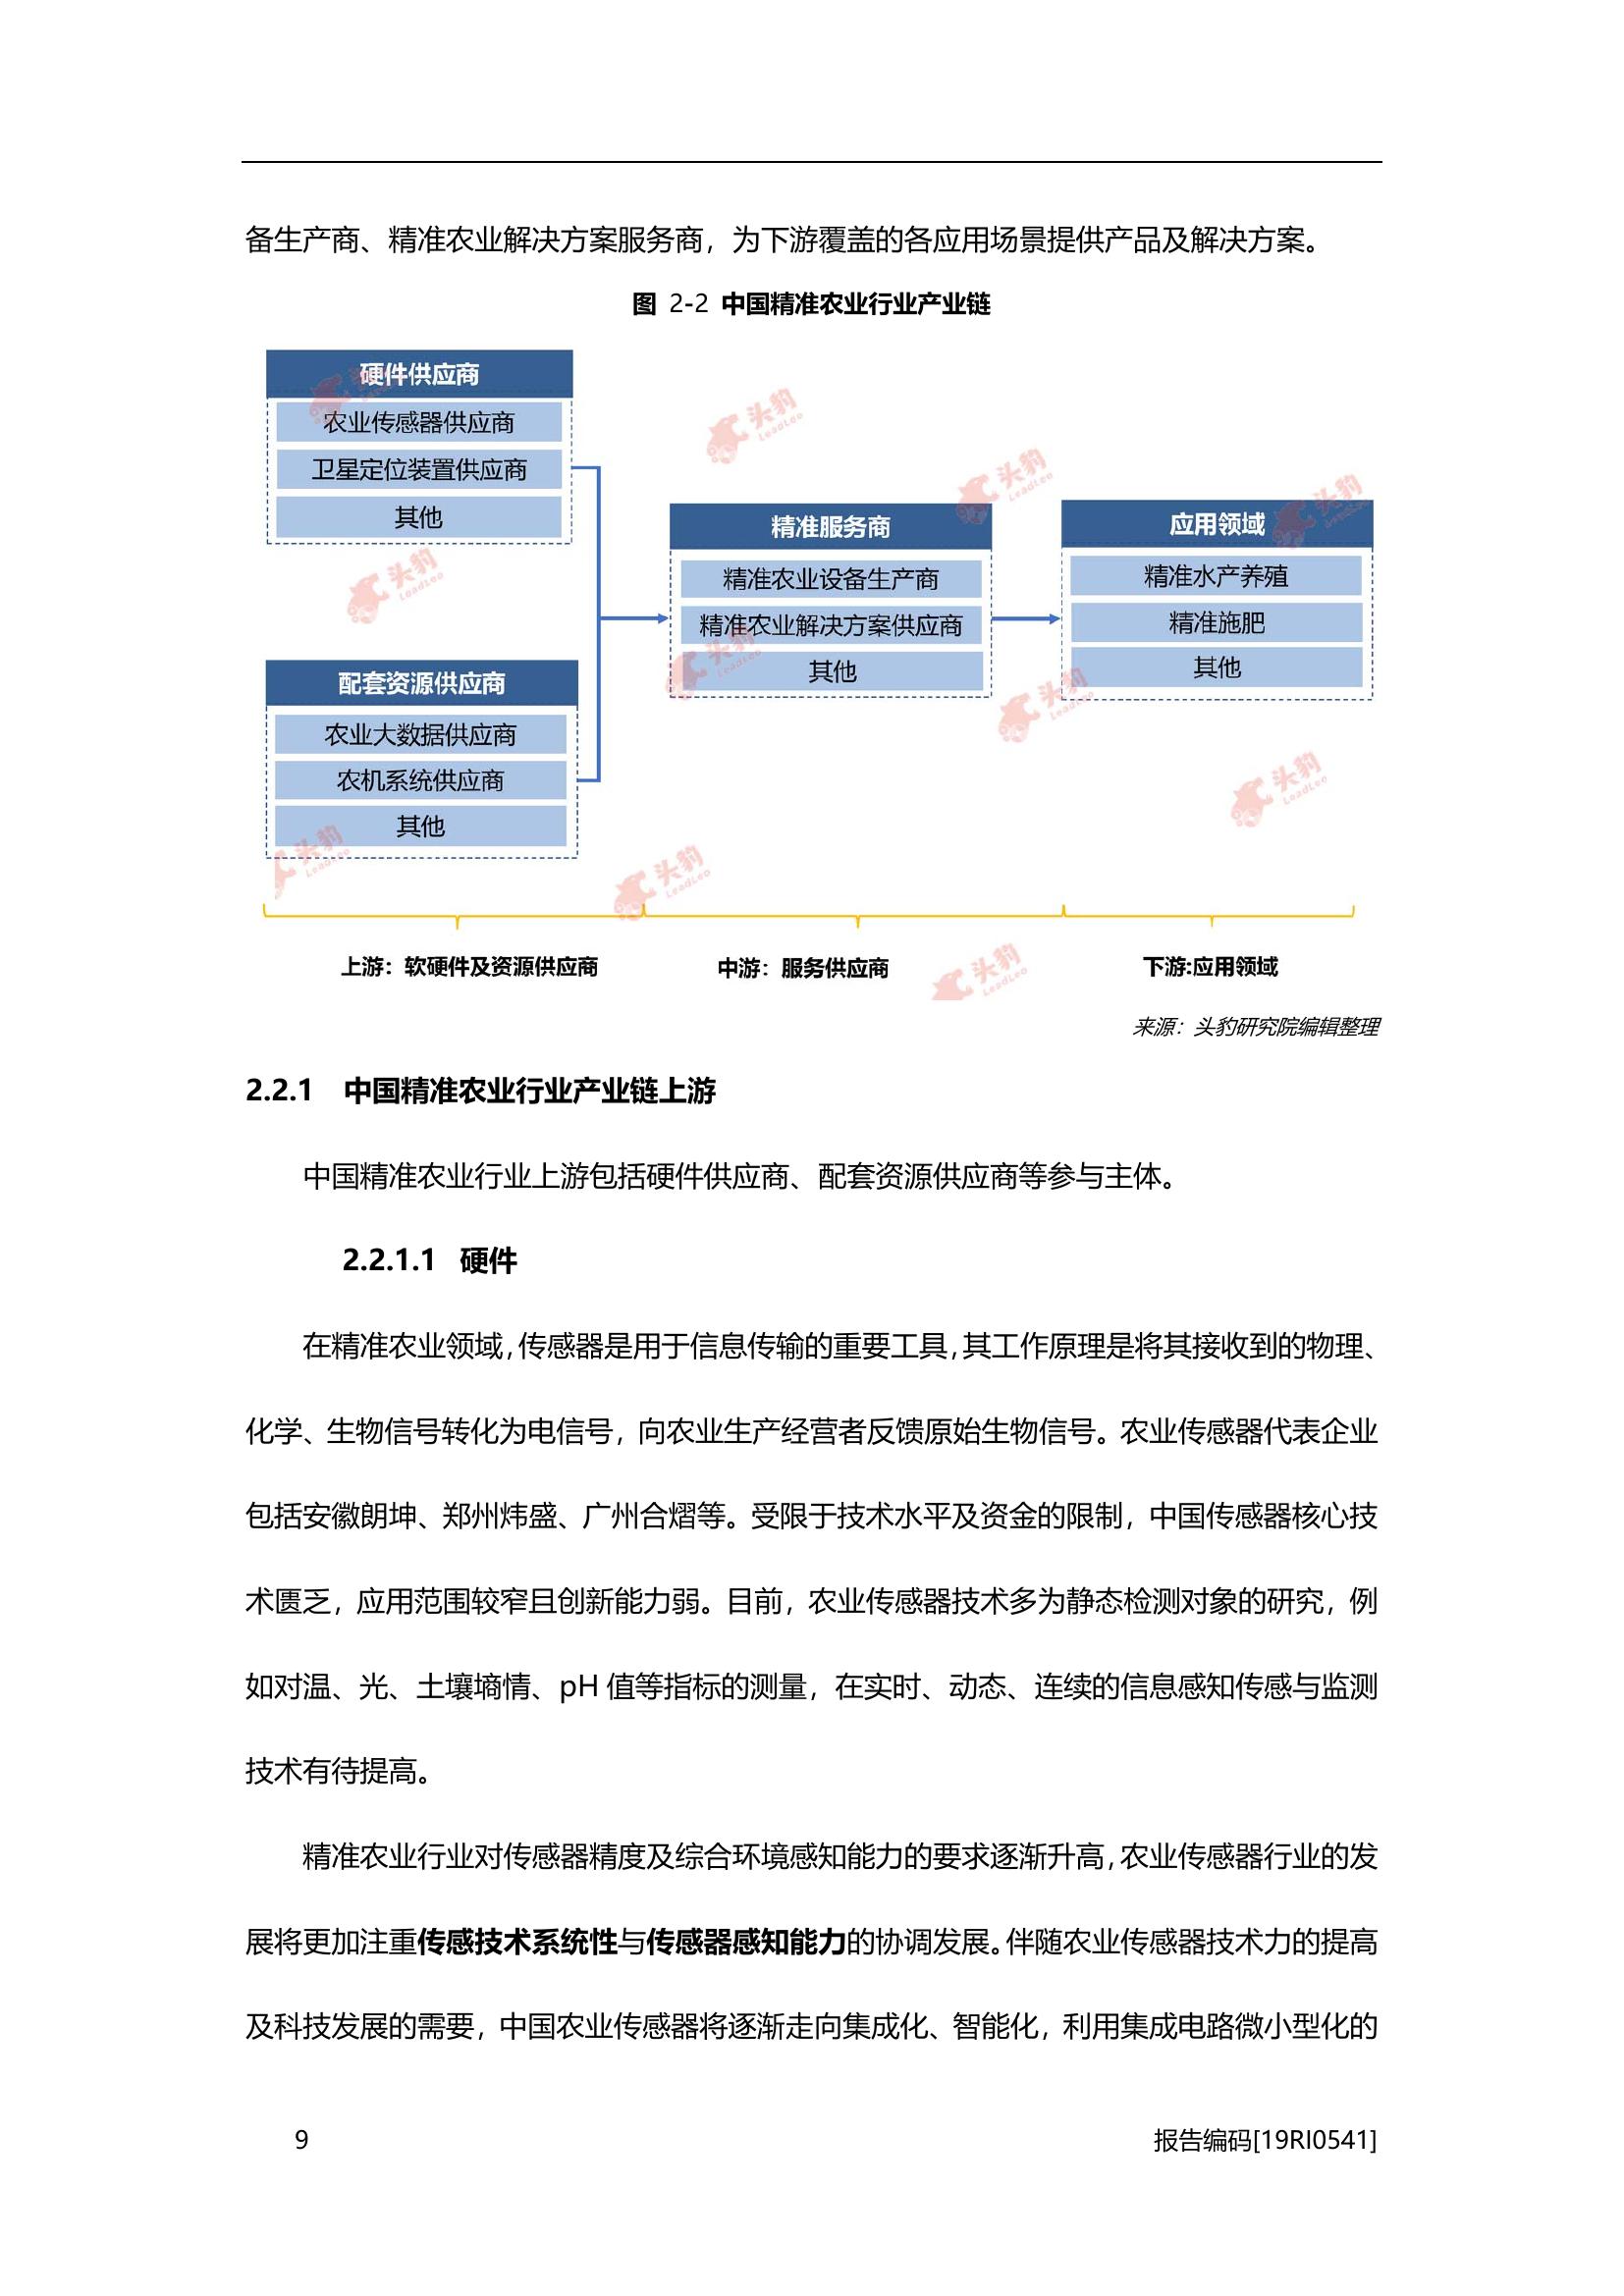 备生产商、精准农业解决方案服务商，为下游覆盖的各应用场景提供产品及解决方案。
图 2-2 中国精准农业行业产业链
硬件供应商
农业传感器供应商
卫星定位装置供应商
其他
配套资源供应商
农业大数据供应商
农机系统供应商
其他
精准服务商
精准农业设备生产商
精准农业解决方案供应商
其他
应用领域
精准水产养殖
精准施肥
其他
头豹
LeadLeo
上游：软硬件及资源供应商
中游：服务供应商
下游:应用领域
来源：头豹研究院编辑整理
2.2.1 中国精准农业行业产业链上游
中国精准农业行业上游包括硬件供应商、配套资源供应商等参与主体。
2.2.1.1 硬件
在精准农业领域，传感器是用于信息传输的重要工具，其工作原理是将其接收到的物理、
化学、生物信号转化为电信号，向农业生产经营者反馈原始生物信号。农业传感器代表企业
包括安徽朗坤、郑州炜盛、广州合熠等。受限于技术水平及资金的限制，中国传感器核心技
术匮乏，应用范围较窄且创新能力弱。目前，农业传感器技术多为静态检测对象的研究，例
如对温、光、土壤墒情、pH 值等指标的测量，在实时、动态、连续的信息感知传感与监测
技术有待提高。
精准农业行业对传感器精度及综合环境感知能力的要求逐渐升高，农业传感器行业的发
展将更加注重传感技术系统性与传感器感知能力的协调发展。伴随农业传感器技术力的提高
及科技发展的需要，中国农业传感器将逐渐走向集成化、智能化，利用集成电路微小型化的
9
报告编码[19RI0541]